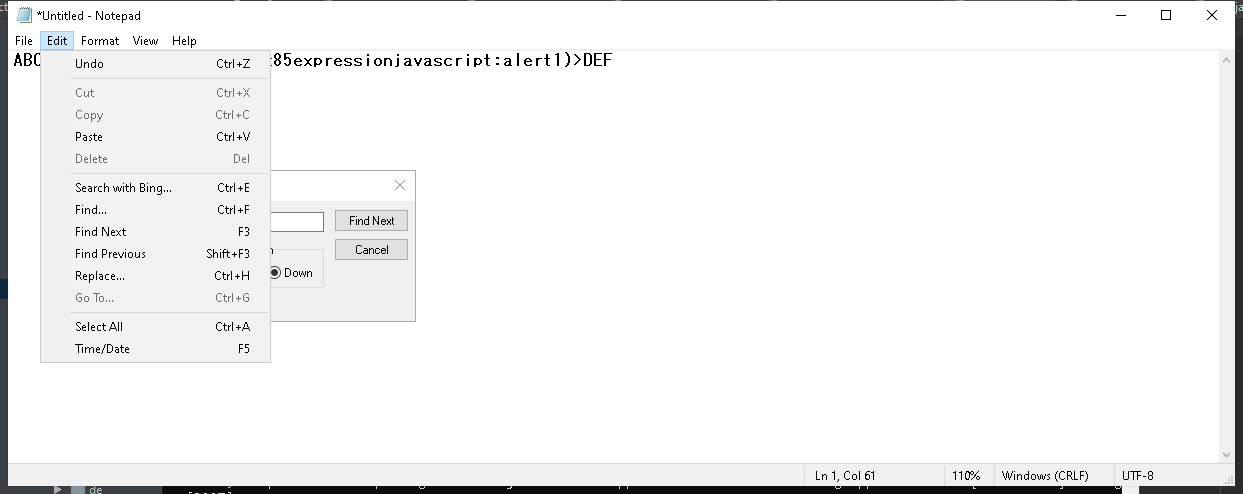 *Untitled - Notepad
File Edit Format View Help
ABC :85expressionjavascript:alert1)>DEF
Undo Ctrl+Z
Cut Ctrl+X
Copy Ctrl+C
Paste Ctrl+V
Delete Del
Search with Bing... Ctrl+E
Find... Ctrl+F
Find Next F3
Find Previous Shift+F3
Replace... Ctrl+H
Go To... Ctrl+G
Select All Ctrl+A
Time/Date F5
Find Next
Cancel
Down
Ln 1, Col 61 110% Windows (CRLF) UTF-8
de